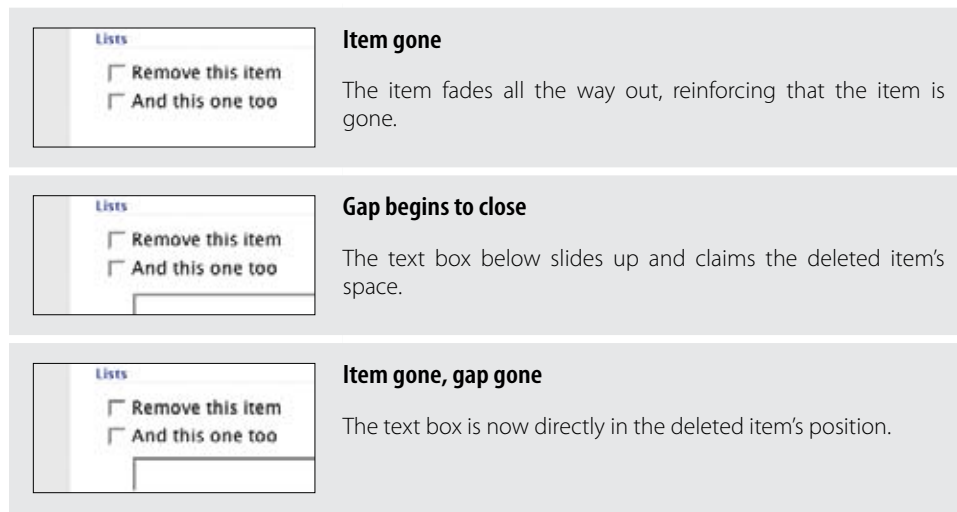 Lists
Remove this item
And this one too
Item gone
The item fades all the way out, reinforcing that the item is
gone.
Lists
Remove this item
And this one too
Gap begins to close
The text box below slides up and claims the deleted item’s
space.
Lists
Remove this item
And this one too
Item gone, gap gone
The text box is now directly in the deleted item’s position.